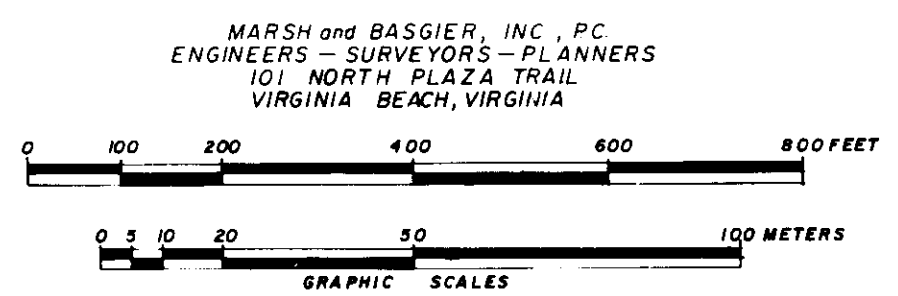 MARSH and BASGIER, INC , P.C.
ENGINEERS — SURVEYORS — PLANNERS
101 NORTH PLAZA TRAIL
VIRGINIA BEACH, VIRGINIA
0 100 200 400 600 800 FEET
0 5 10 20 50 100 METERS
GRAPHIC SCALES